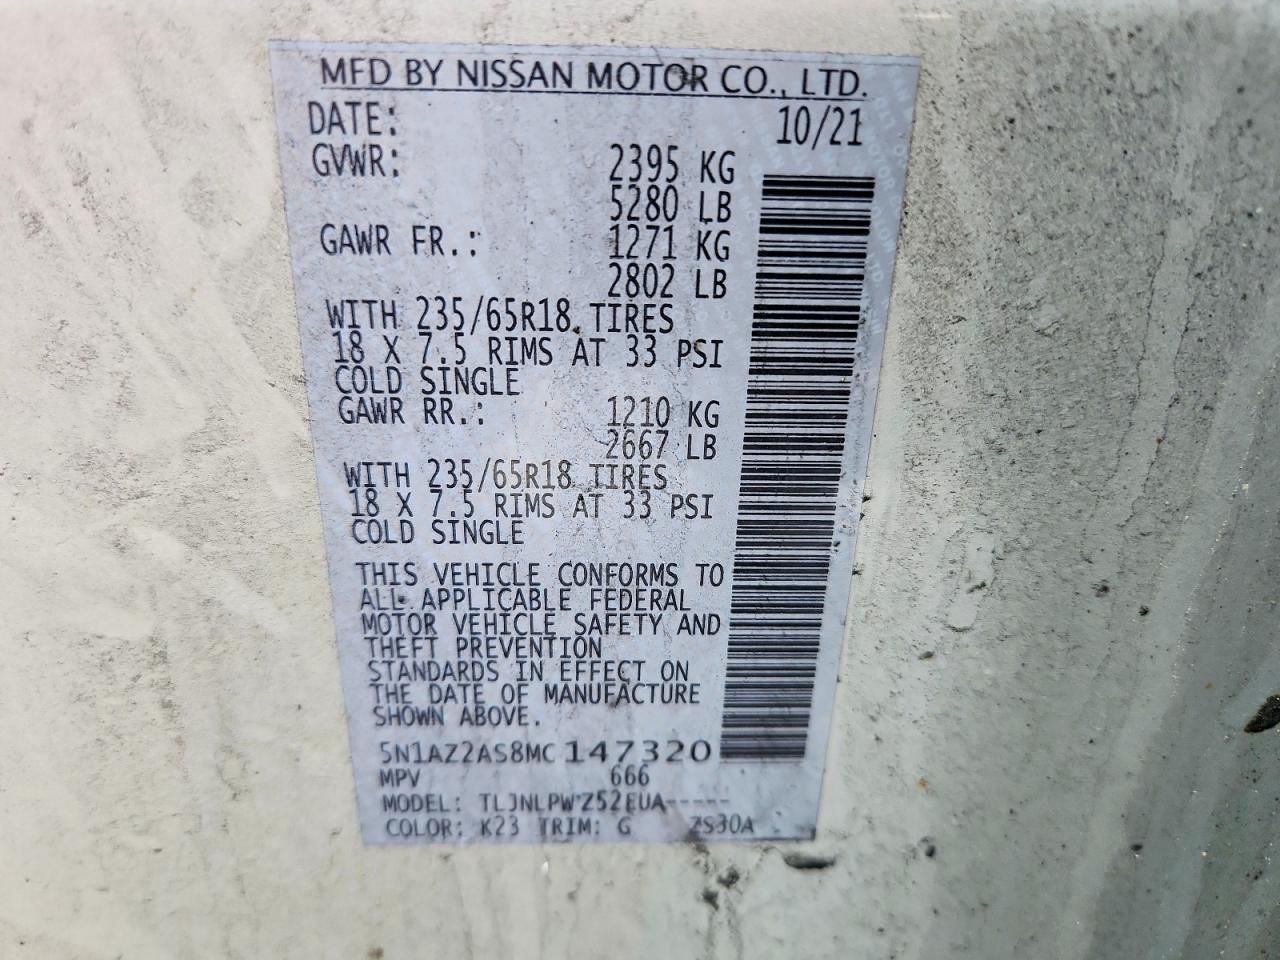 MFD BY NISSAN MOTOR CO., LTD.
DATE: 10/21
GVWR: 2395 KG
5280 LB
GAWR FR.: 1271 KG
2802 LB
WITH 235/65R18 TIRES
18 X 7.5 RIMS AT 33 PSI
COLD SINGLE
GAWR RR.: 1210 KG
2667 LB
WITH 235/65R18 TIRES
18 X 7.5 RIMS AT 33 PSI
COLD SINGLE
THIS VEHICLE CONFORMS TO
ALL APPLICABLE FEDERAL
MOTOR VEHICLE SAFETY AND
THEFT PREVENTION
STANDARDS IN EFFECT ON
THE DATE OF MANUFACTURE
SHOWN ABOVE.
5N1AZ2AS8MC147320
MPV 666
MODEL: TLJNLPWZ52EUA-----
COLOR: K23 TRIM: G ZS30A